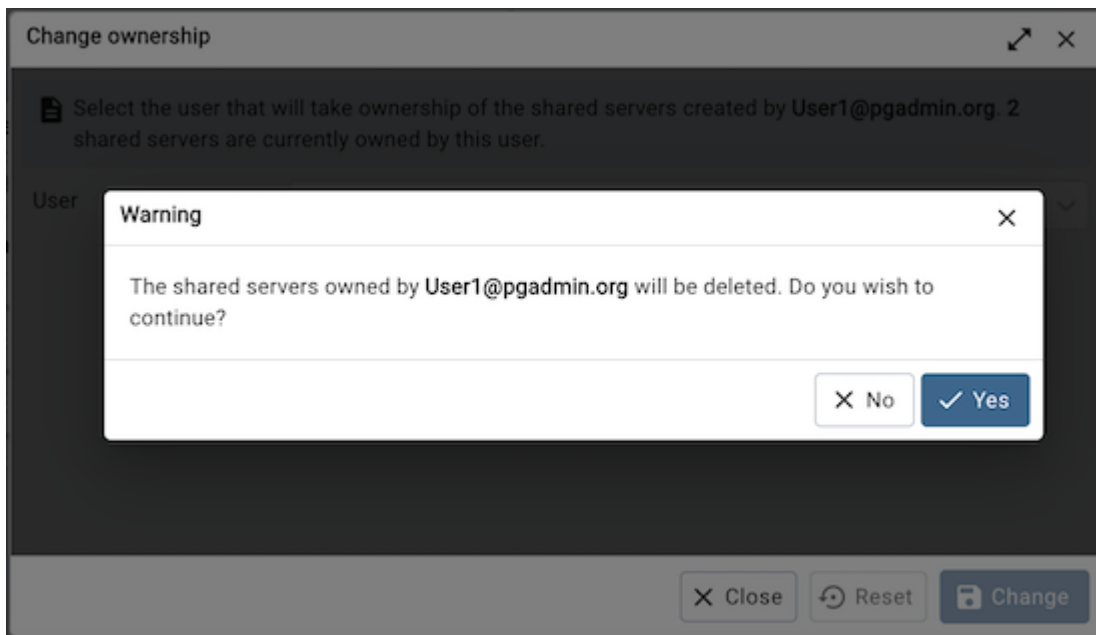 Change ownership
Select the user that will take ownership of the shared servers created by User1@pgadmin.org. 2
shared servers are currently owned by this user.
User
Warning
The shared servers owned by User1@pgadmin.org will be deleted. Do you wish to
continue?
No
Yes
Close
Reset
Change